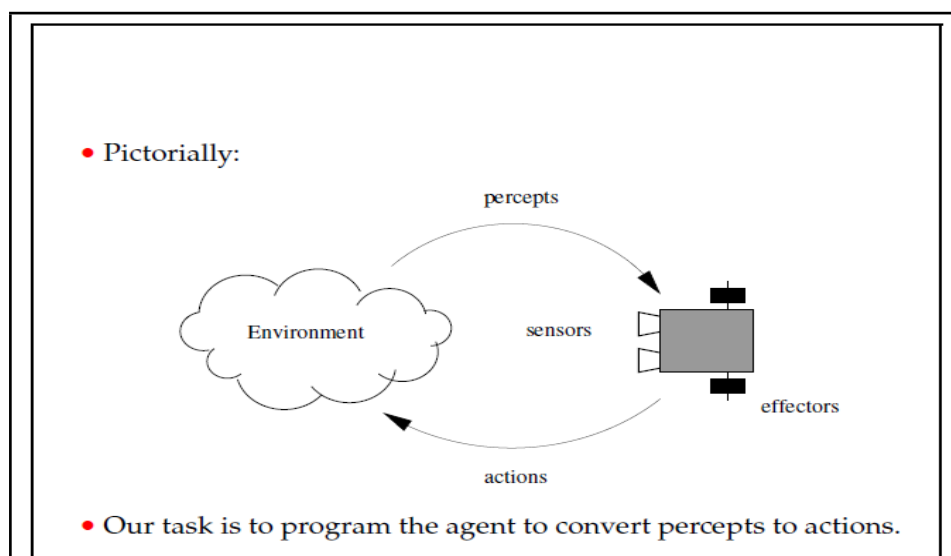 • Pictorially:
percepts
Environment
sensors
effectors
actions
• Our task is to program the agent to convert percepts to actions.